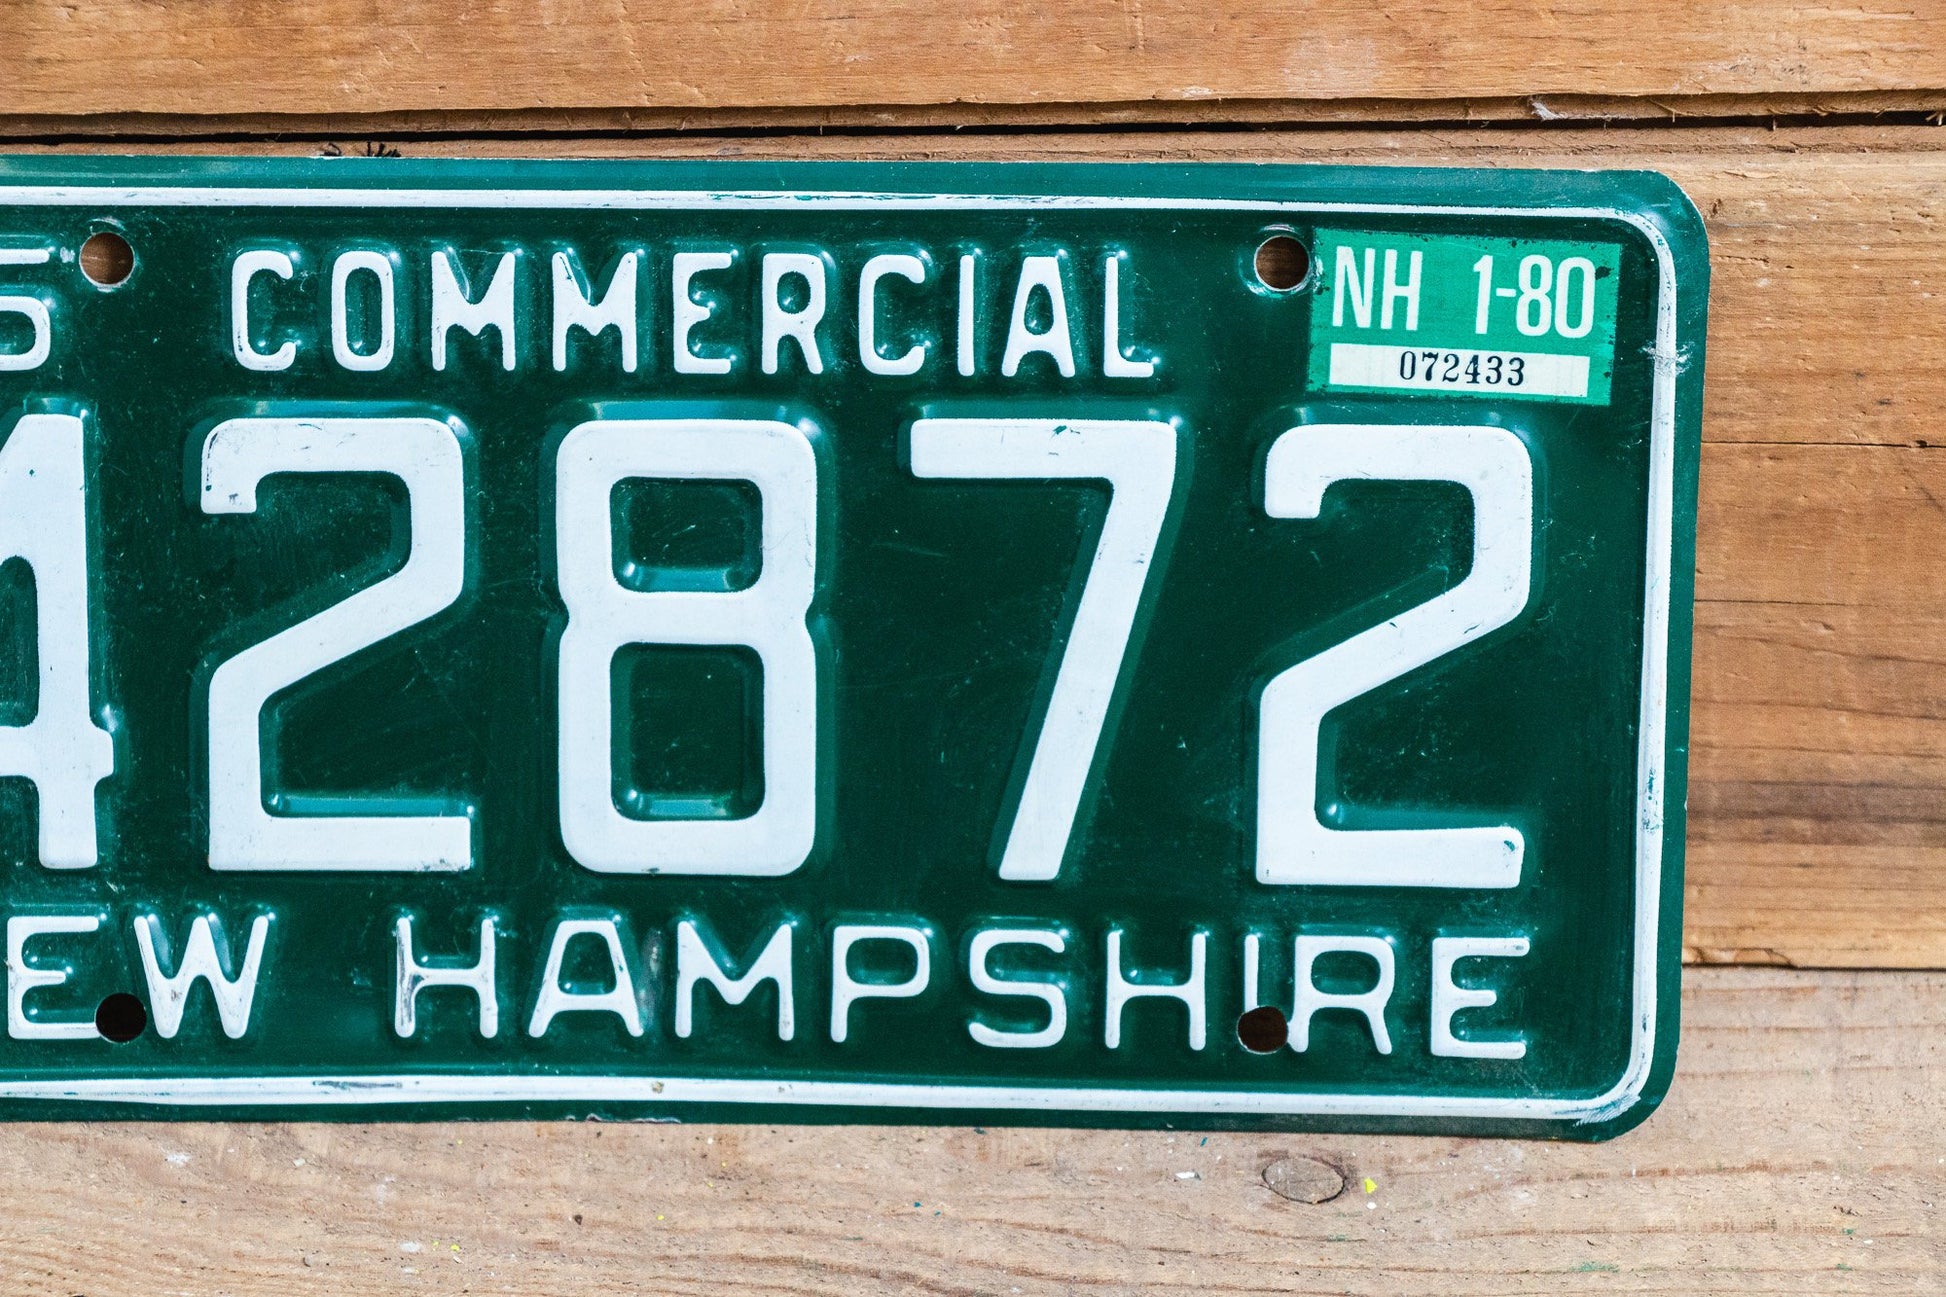 5 COMMERCIAL
NH 1-80
072433
42872
EW HAMPSHIRE